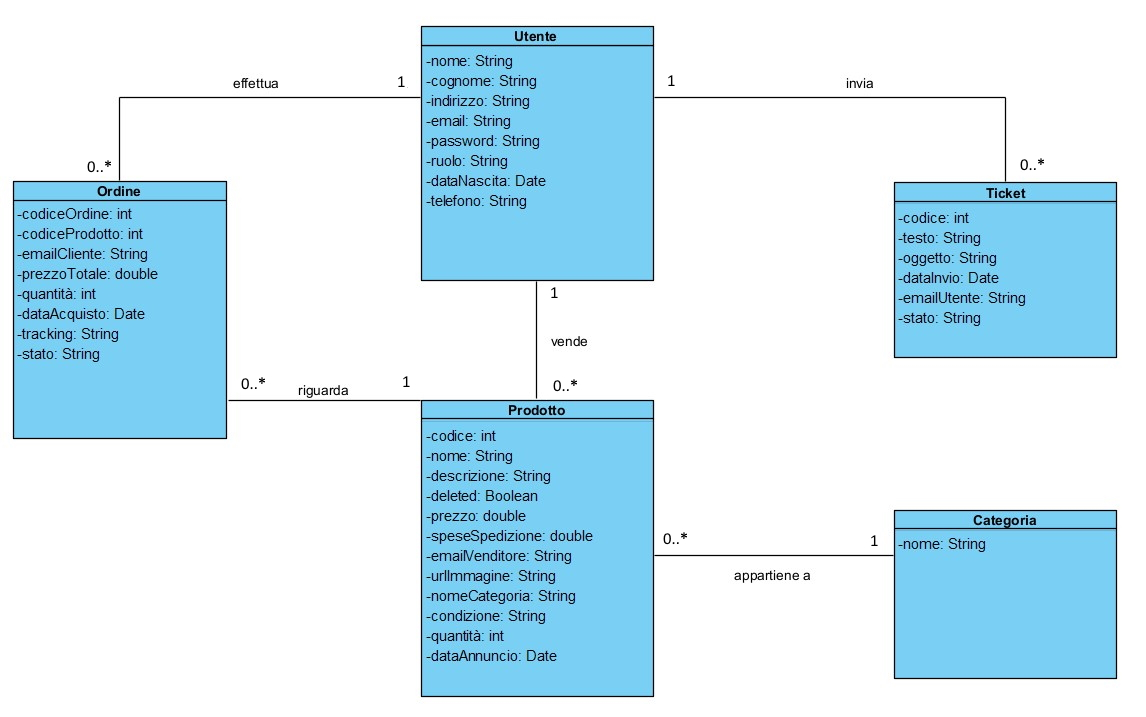 Utente
-nome: String
-cognome: String
-indirizzo: String
-email: String
-password: String
-ruolo: String
-dataNascita: Date
-telefono: String
effettua
1
0..*
1
invia
0..*
Ordine
-codiceOrdine: int
-codiceProdotto: int
-emailCliente: String
-prezzoTotale: double
-quantità: int
-dataAcquisto: Date
-tracking: String
-stato: String
Ticket
-codice: int
-testo: String
-oggetto: String
-dataInvio: Date
-emailUtente: String
-stato: String
1
vende
0..*
0..*
riguarda
1
Prodotto
-codice: int
-nome: String
-descrizione: String
-deleted: Boolean
-prezzo: double
-speseSpedizione: double
-emailVenditore: String
-urlImmagine: String
-nomeCategoria: String
-condizione: String
-quantità: int
-dataAnnuncio: Date
0..*
1
appartiene a
Categoria
-nome: String